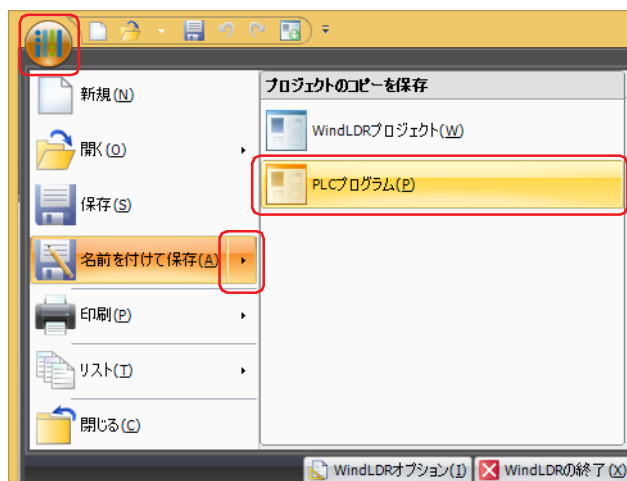 新規(N)
開く(O)
保存(S)
名前を付けて保存(A)
印刷(P)
リスト(T)
閉じる(C)
プロジェクトのコピーを保存
WindLDRプロジェクト(W)
PLCプログラム(P)
WindLDRオプション(I)
WindLDRの終了(X)